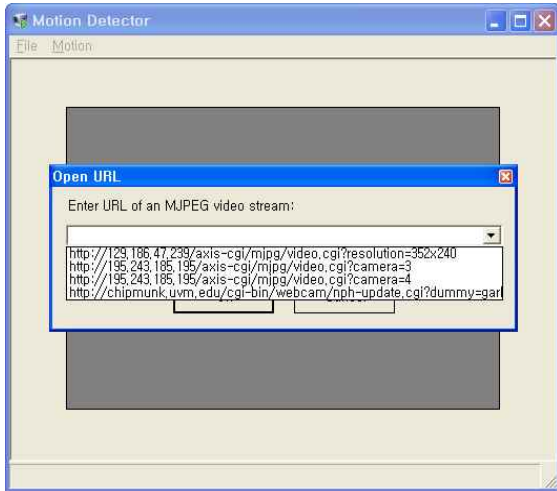 Motion Detector
File Motion
Open URL
Enter URL of an MJPEG video stream:
http://129,186,47,239/axis-cgi/mjpg/video,cgi?resolution=352x240
http://195,243,185,195/axis-cgi/mjpg/video,cgi?camera=3
http://195,243,185,195/axis-cgi/mjpg/video,cgi?camera=4
http://chipmunk,uvm,edu/cgi-bin/webcam/nph-update,cgi?dummy=garl